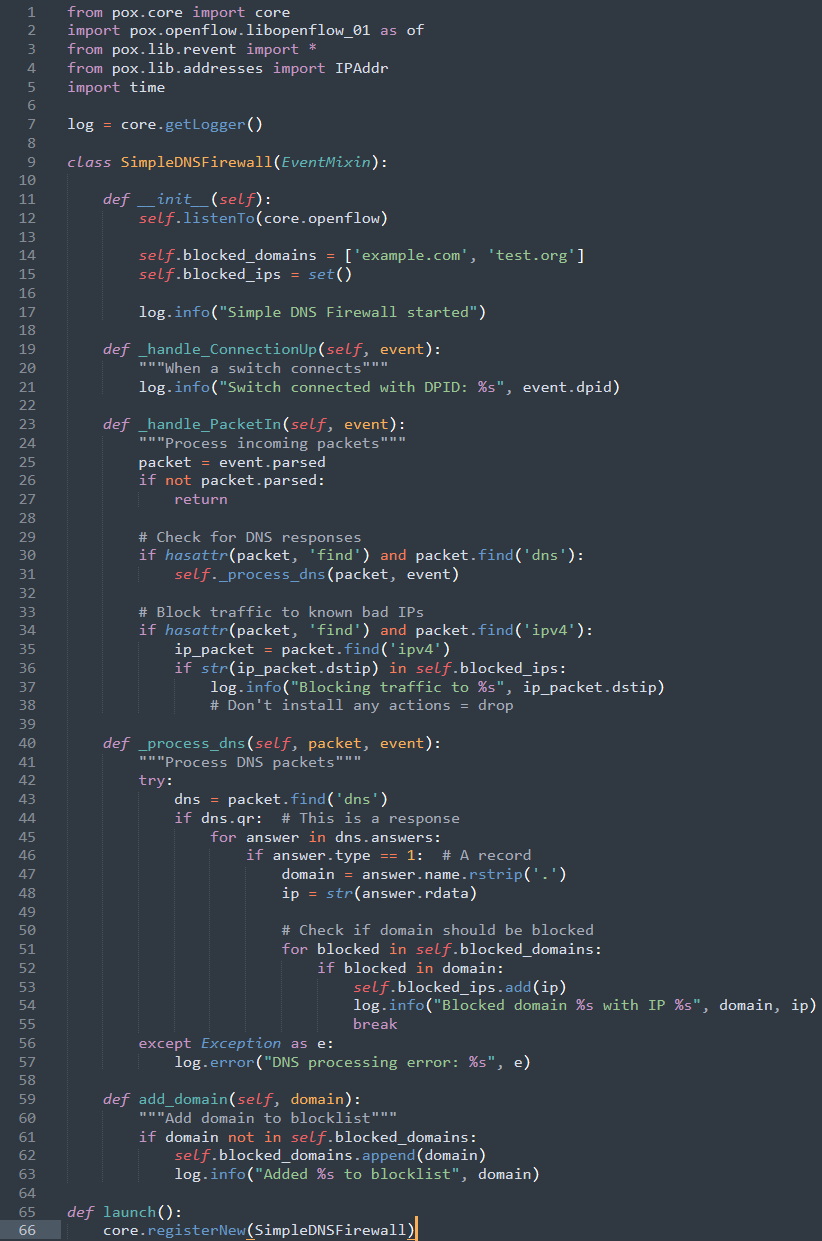 1 from pox.core import core
2 import pox.openflow.libopenflow_01 as of
3 from pox.lib.revent import *
4 from pox.lib.addresses import IPAddr
5 import time
6
7 log = core.getLogger()
8
9 class SimpleDNSFirewall(EventMixin):
10
11     def __init__(self):
12         self.listenTo(core.openflow)
13
14         self.blocked_domains = ['example.com', 'test.org']
15         self.blocked_ips = set()
16
17         log.info("Simple DNS Firewall started")
18
19     def _handle_ConnectionUp(self, event):
20         """When a switch connects"""
21         log.info("Switch connected with DPID: %s", event.dpid)
22
23     def _handle_PacketIn(self, event):
24         """Process incoming packets"""
25         packet = event.parsed
26         if not packet.parsed:
27             return
28
29         # Check for DNS responses
30         if hasattr(packet, 'find') and packet.find('dns'):
31             self._process_dns(packet, event)
32
33         # Block traffic to known bad IPs
34         if hasattr(packet, 'find') and packet.find('ipv4'):
35             ip_packet = packet.find('ipv4')
36             if str(ip_packet.dstip) in self.blocked_ips:
37                 log.info("Blocking traffic to %s", ip_packet.dstip)
38                 # Don't install any actions = drop
39
40     def _process_dns(self, packet, event):
41         """Process DNS packets"""
42         try:
43             dns = packet.find('dns')
44             if dns.qr:  # This is a response
45                 for answer in dns.answers:
46                     if answer.type == 1:  # A record
47                         domain = answer.name.rstrip('.')
48                         ip = str(answer.rdata)
49
50                         # Check if domain should be blocked
51                         for blocked in self.blocked_domains:
52                             if blocked in domain:
53                                 self.blocked_ips.add(ip)
54                                 log.info("Blocked domain %s with IP %s", domain, ip)
55                                 break
56         except Exception as e:
57             log.error("DNS processing error: %s", e)
58
59     def add_domain(self, domain):
60         """Add domain to blocklist"""
61         if domain not in self.blocked_domains:
62             self.blocked_domains.append(domain)
63             log.info("Added %s to blocklist", domain)
64
65 def launch():
66     core.registerNew(SimpleDNSFirewall)